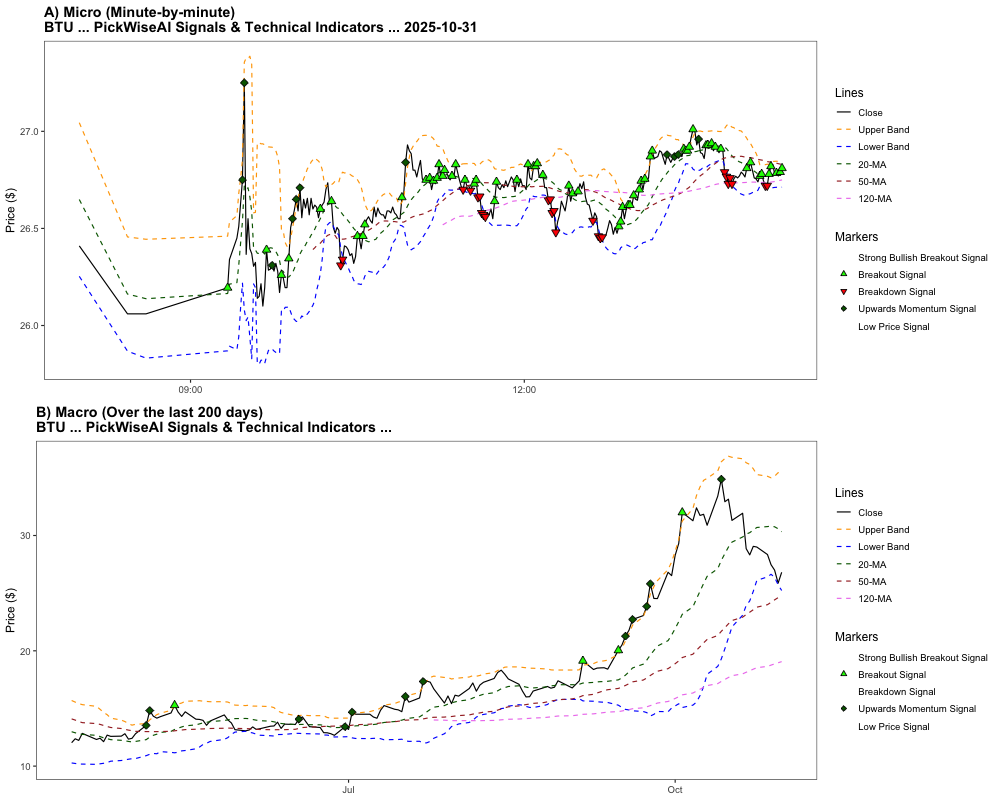 A) Micro (Minute-by-minute)
BTU ... PickWiseAI Signals & Technical Indicators ... 2025-10-31
Price ($)
27.0
26.5
26.0
09:00
12:00
Lines
Close
Upper Band
Lower Band
20-MA
50-MA
120-MA
Markers
Strong Bullish Breakout Signal
Breakout Signal
Breakdown Signal
Upwards Momentum Signal
Low Price Signal
B) Macro (Over the last 200 days)
BTU ... PickWiseAI Signals & Technical Indicators ...
Price ($)
30
20
10
Jul
Oct
Lines
Close
Upper Band
Lower Band
20-MA
50-MA
120-MA
Markers
Strong Bullish Breakout Signal
Breakout Signal
Breakdown Signal
Upwards Momentum Signal
Low Price Signal